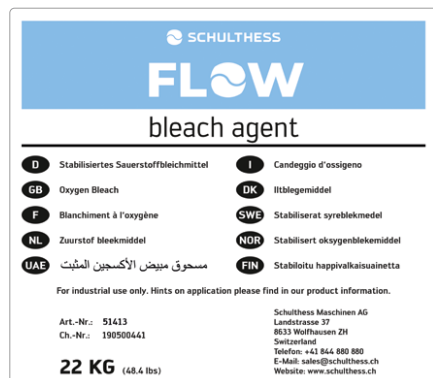 SCHULTHESS
FLOW
bleach agent
D Stabilisiertes Sauerstoffbleichmittel
I Candeggio d'ossigeno
GB Oxygen Bleach
DK Iltblegemiddel
F Blanchiment à l'oxygène
SWE Stabiliserat syreblekmedel
NL Zuurstof bleekmiddel
NOR Stabilisert oksygenblekemiddel
UAE مسحوق مبيض الأكسجين المثبت
FIN Stabiloitu happivalkaisuainetta
For industrial use only. Hints on application please find in our product information.
Art.-Nr.: 51413
Ch.-Nr.: 190500441
22 KG (48.4 lbs)
Schulthess Maschinen AG
Landstrasse 37
8633 Wolfhausen ZH
Switzerland
Telefon: +41 844 880 880
E-Mail: sales@schulthess.ch
Website: www.schulthess.ch